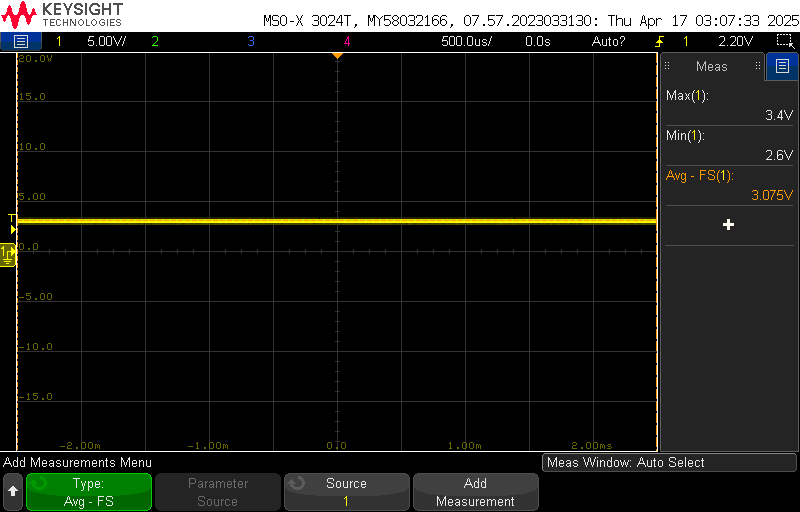 KEYSIGHT
TECHNOLOGIES
MSO-X 3024T, MY58032166, 07.57.2023033130: Thu Apr 17 03:07:33 2025
1 5.00V/ 2 3 4 500.0us/ 0.0s Auto? 1 2.20V
20.0V
15.0
10.0
5.00
0.0
-5.00
-10.0
-15.0
T
1
-2.00m -1.00m 0.0 1.00m 2.00ms
Meas
Max(1):
3.4V
Min(1):
2.6V
Avg - FS(1):
3.075V
Add Measurements Menu
Meas Window: Auto Select
Type:
Avg - FS
Parameter
Source
Source
1
Add
Measurement